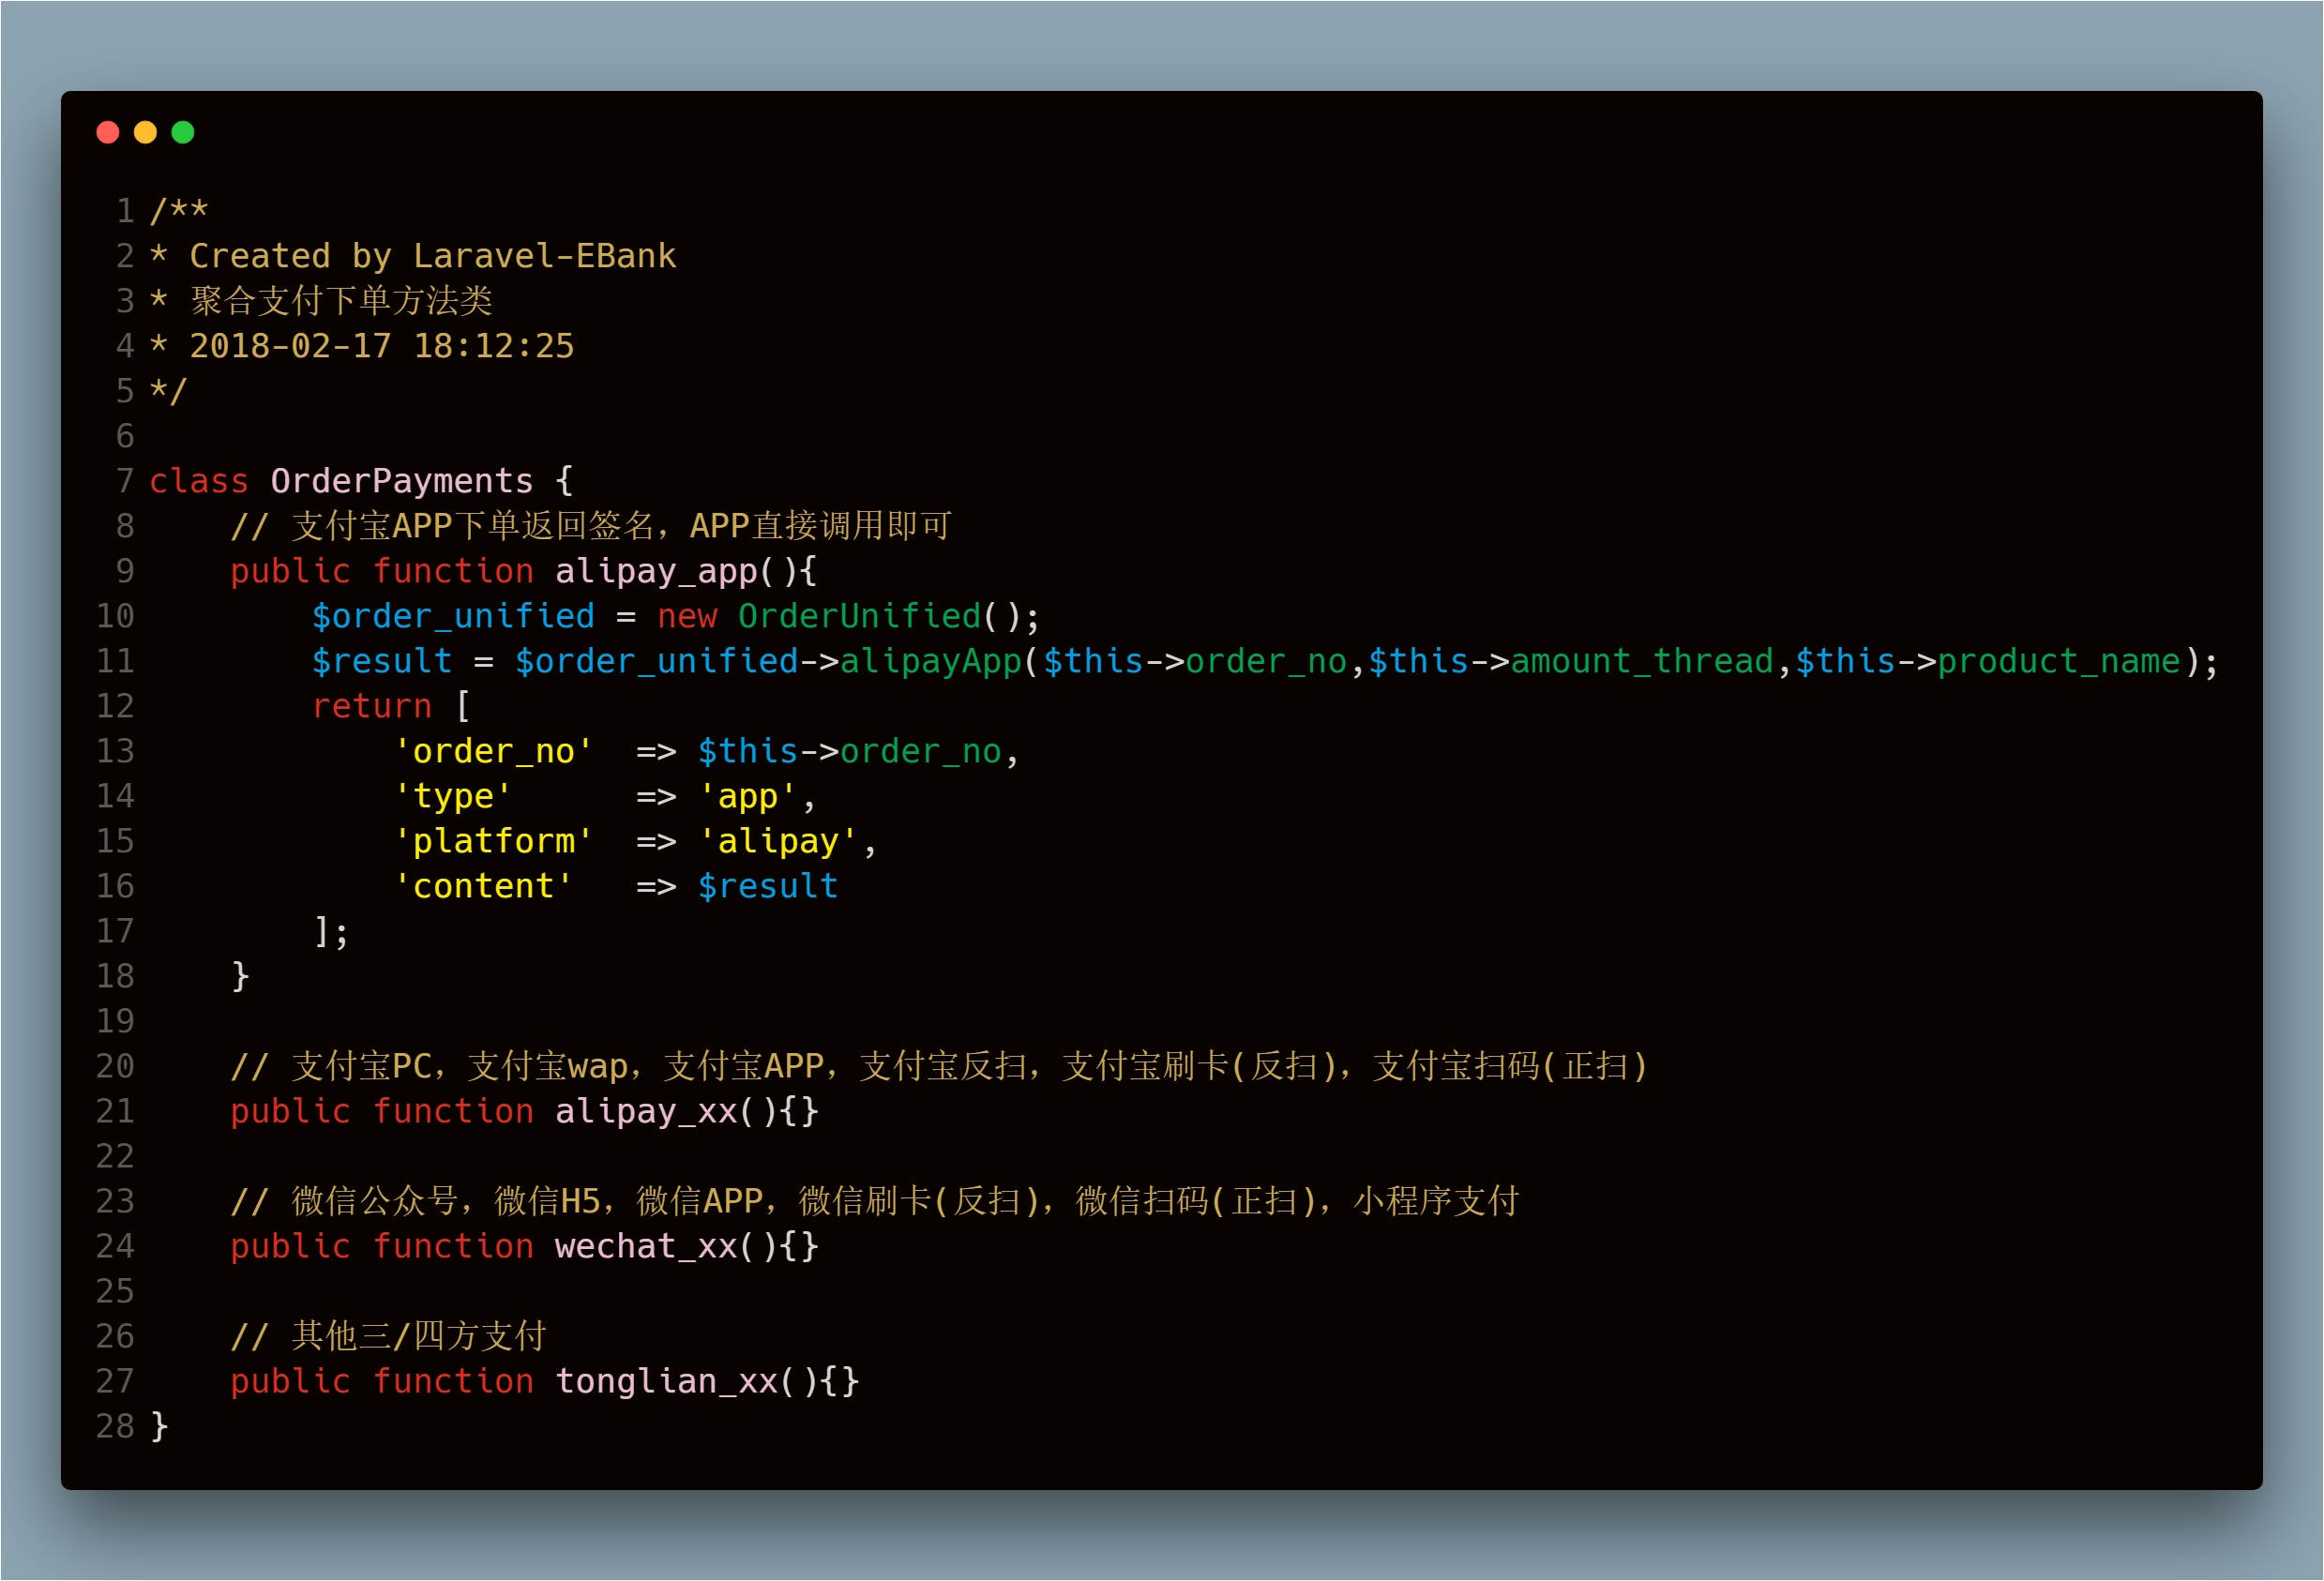 1 /**
2 * Created by Laravel-EBank
3 * 聚合支付下单方法类
4 * 2018-02-17 18:12:25
5 */
6
7 class OrderPayments {
8     // 支付宝APP下单返回签名，APP直接调用即可
9     public function alipay_app(){
10         $order_unified = new OrderUnified();
11         $result = $order_unified->alipayApp($this->order_no,$this->amount_thread,$this->product_name);
12         return [
13             'order_no'  => $this->order_no,
14             'type'      => 'app',
15             'platform'  => 'alipay',
16             'content'   => $result
17         ];
18     }
19
20     // 支付宝PC，支付宝wap，支付宝APP，支付宝反扫，支付宝刷卡(反扫)，支付宝扫码(正扫)
21     public function alipay_xx(){}
22
23     // 微信公众号，微信H5，微信APP，微信刷卡(反扫)，微信扫码(正扫)，小程序支付
24     public function wechat_xx(){}
25
26     // 其他三/四方支付
27     public function tonglian_xx(){}
28 }